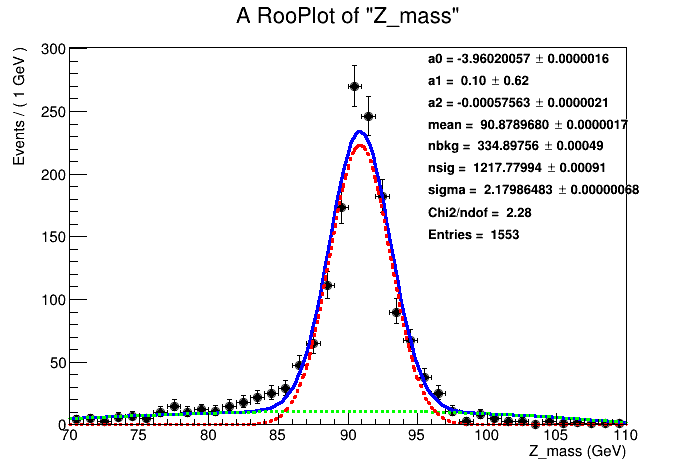 A RooPlot of "Z_mass"
Events / ( 1 GeV )
300
250
200
150
100
50
0
a0 = -3.96020057 ± 0.0000016
a1 = 0.10 ± 0.62
a2 = -0.00057563 ± 0.0000021
mean = 90.8789680 ± 0.0000017
nbkg = 334.89756 ± 0.00049
nsig = 1217.77994 ± 0.00091
sigma = 2.17986483 ± 0.00000068
Chi2/ndof = 2.28
Entries = 1553
70 75 80 85 90 95 100 105 110
Z_mass (GeV)